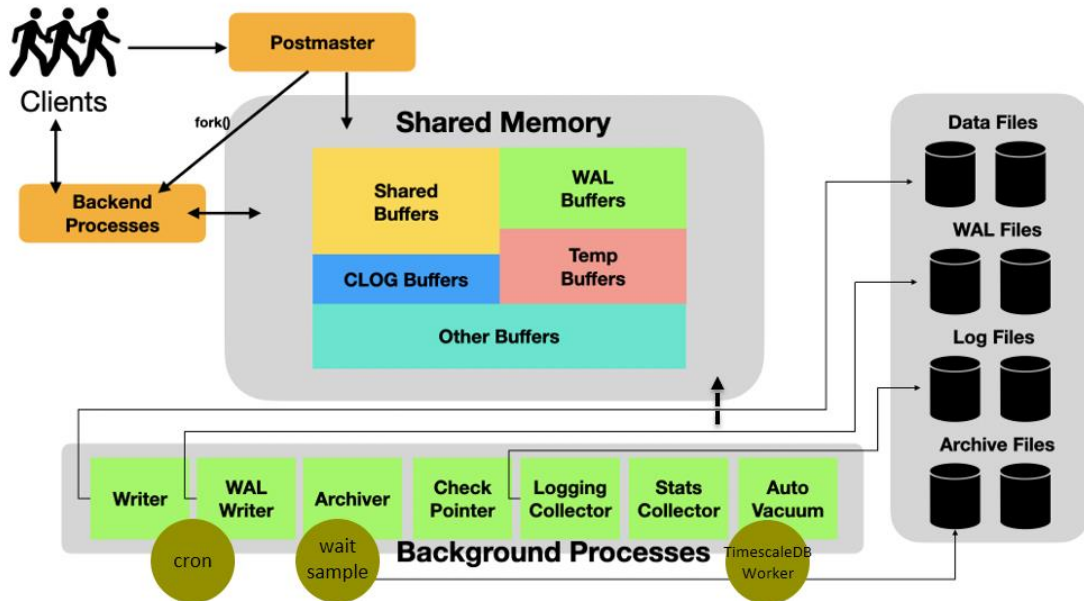 Postmaster
Clients
fork()
Backend
Processes
Shared Memory
Shared
Buffers
WAL
Buffers
CLOG Buffers
Temp
Buffers
Other Buffers
Data Files
WAL Files
Log Files
Archive Files
Writer
WAL
Writer
Archiver
Check
Pointer
Logging
Collector
Stats
Collector
Auto
Vacuum
cron
wait
sample
Background Processes
TimescaleDB
Worker